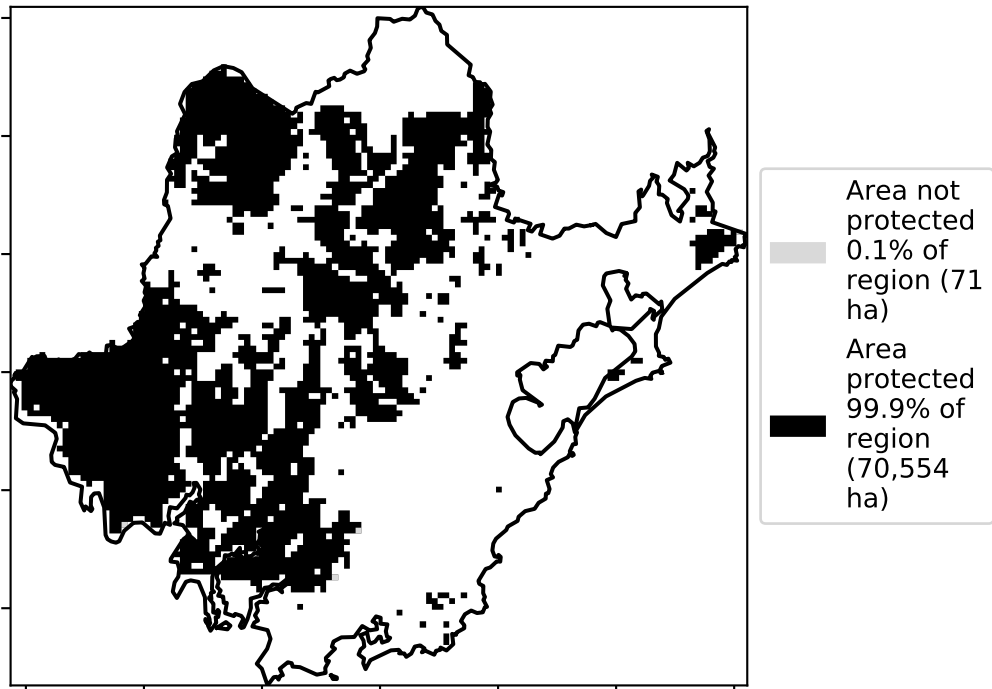 Area not
protected
0.1% of
region (71
ha)
Area
protected
99.9% of
region
(70,554
ha)